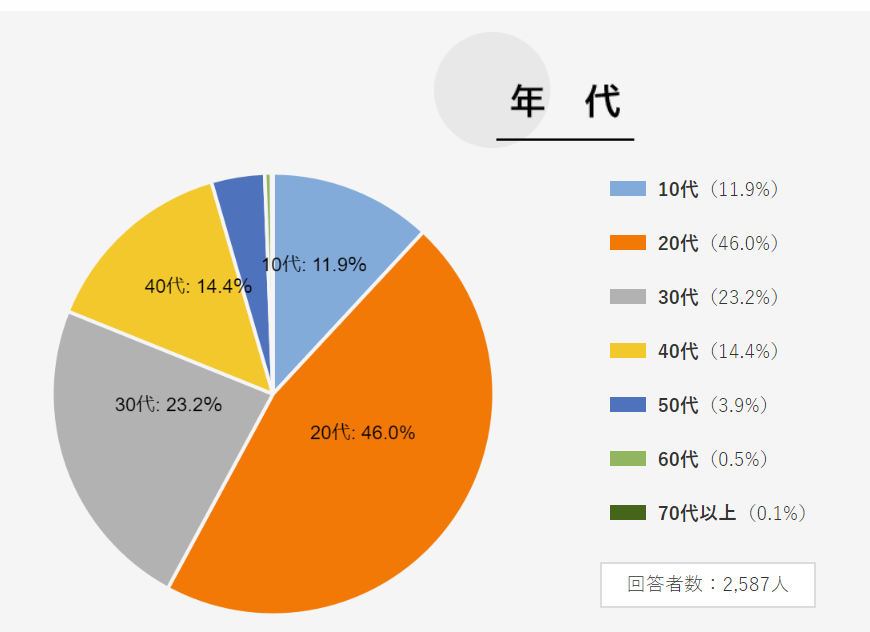 年 代
10代: 11.9%
40代: 14.4%
30代: 23.2%
20代: 46.0%
10代（11.9%）
20代（46.0%）
30代（23.2%）
40代（14.4%）
50代（3.9%）
60代（0.5%）
70代以上（0.1%）
回答者数：2,587人